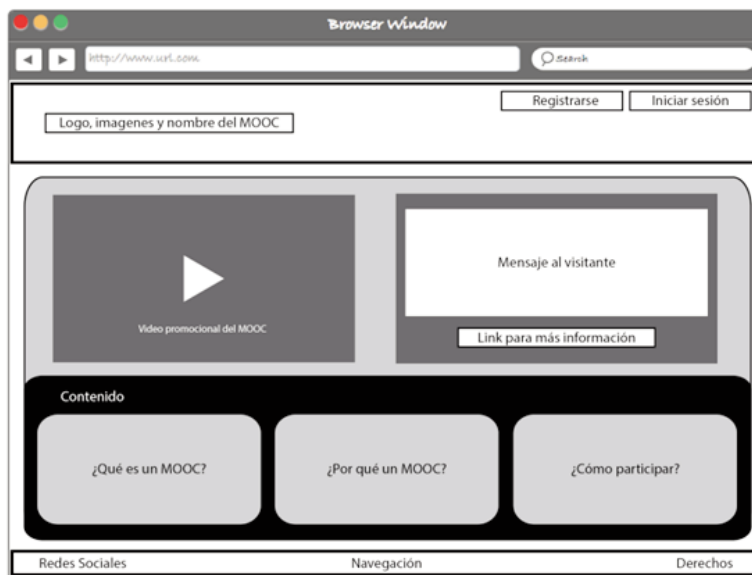 Browser Window
http://www.url.com
Search
Registrarse
Iniciar sesión
Logo, imagenes y nombre del MOOC
Video promocional del MOOC
Mensaje al visitante
Link para más información
Contenido
¿Qué es un MOOC?
¿Por qué un MOOC?
¿Cómo participar?
Redes Sociales
Navegación
Derechos